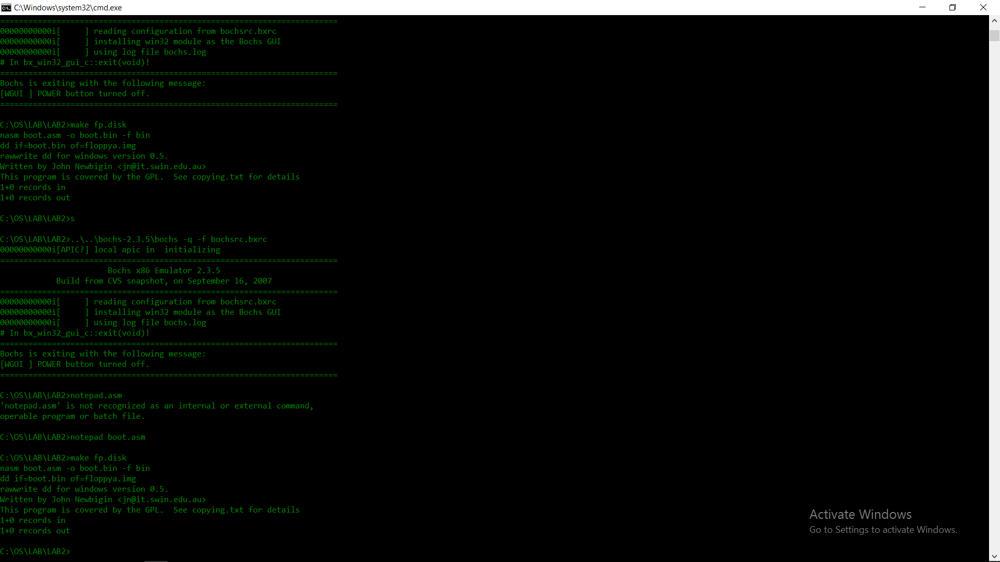 C:\Windows\system32\cmd.exe
========================================================================
00000000000i[     ] reading configuration from bochsrc.bxrc
00000000000i[     ] installing win32 module as the Bochs GUI
00000000000i[     ] using log file bochs.log
# In bx_win32_gui_c::exit(void)!
========================================================================
Bochs is exiting with the following message:
[WGUI ] POWER button turned off.
========================================================================
C:\OS\LAB\LAB2>make fp.disk
nasm boot.asm -o boot.bin -f bin
dd if=boot.bin of=floppya.img
rawwrite dd for windows version 0.5.
Written by John Newbigin <jn@it.swin.edu.au>
This program is covered by the GPL.  See copying.txt for details
1+0 records in
1+0 records out
C:\OS\LAB\LAB2>s
C:\OS\LAB\LAB2>..\..\bochs-2.3.5\bochs -q -f bochsrc.bxrc
00000000000i[APIC?] local apic in  initializing
========================================================================
Bochs x86 Emulator 2.3.5
Build from CVS snapshot, on September 16, 2007
========================================================================
00000000000i[     ] reading configuration from bochsrc.bxrc
00000000000i[     ] installing win32 module as the Bochs GUI
00000000000i[     ] using log file bochs.log
# In bx_win32_gui_c::exit(void)!
========================================================================
Bochs is exiting with the following message:
[WGUI ] POWER button turned off.
========================================================================
C:\OS\LAB\LAB2>notepad.asm
'notepad.asm' is not recognized as an internal or external command,
operable program or batch file.
C:\OS\LAB\LAB2>notepad boot.asm
C:\OS\LAB\LAB2>make fp.disk
nasm boot.asm -o boot.bin -f bin
dd if=boot.bin of=floppya.img
rawwrite dd for windows version 0.5.
Written by John Newbigin <jn@it.swin.edu.au>
This program is covered by the GPL.  See copying.txt for details
1+0 records in
1+0 records out
C:\OS\LAB\LAB2>
Activate Windows
Go to Settings to activate Windows.